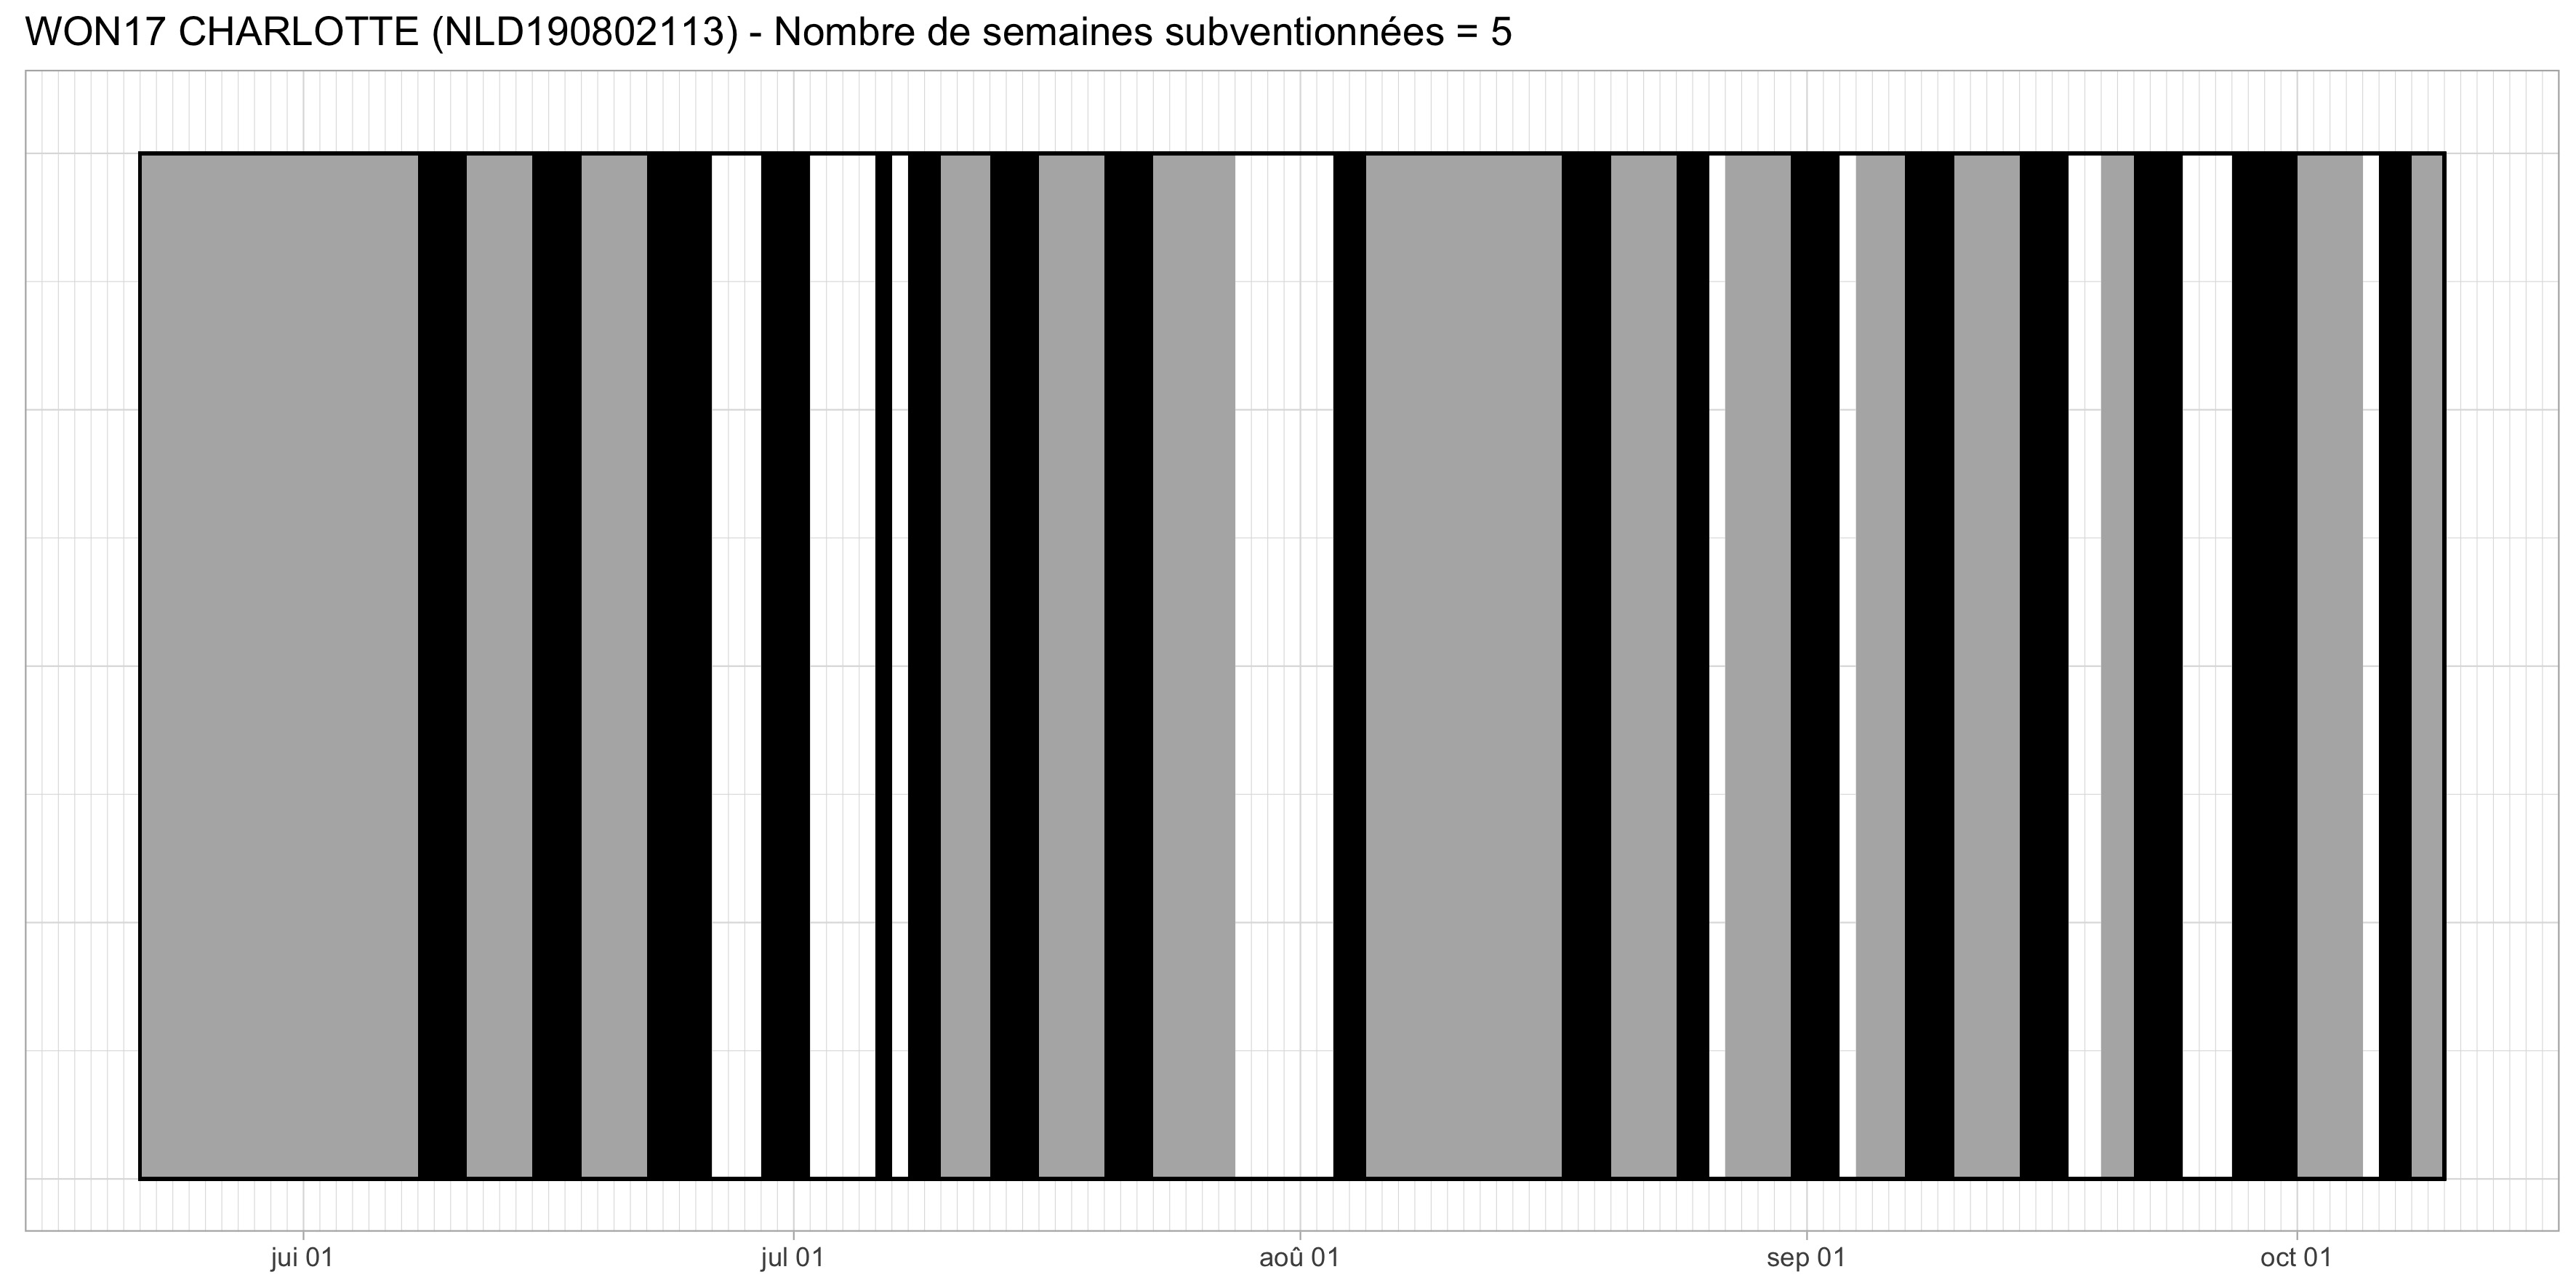 WON17 CHARLOTTE (NLD190802113) - Nombre de semaines subventionnées = 5
jui 01 jul 01 aoû 01 sep 01 oct 01